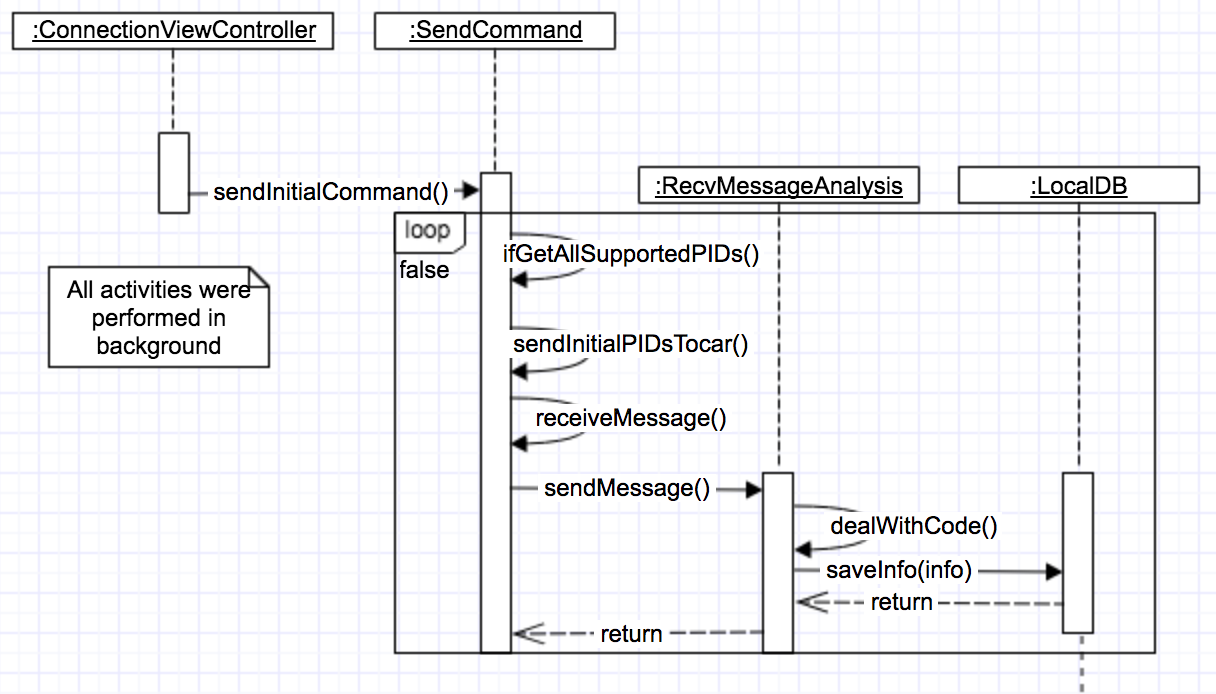 :ConnectionViewController
:SendCommand
:RecvMessageAnalysis
:LocalDB
sendInitialCommand()
loop
false
ifGetAllSupportedPIDs()
All activities were
performed in
background
sendInitialPIDsTocar()
receiveMessage()
sendMessage()
dealWithCode()
saveInfo(info)
return
return